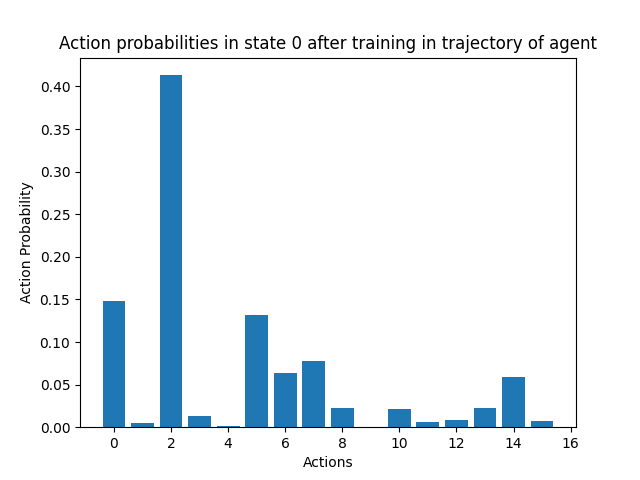 Action probabilities in state 0 after training in trajectory of agent
0.40
0.35
0.30
0.25
0.20
0.15
0.10
0.05
0.00
Action Probability
0 2 4 6 8 10 12 14 16
Actions